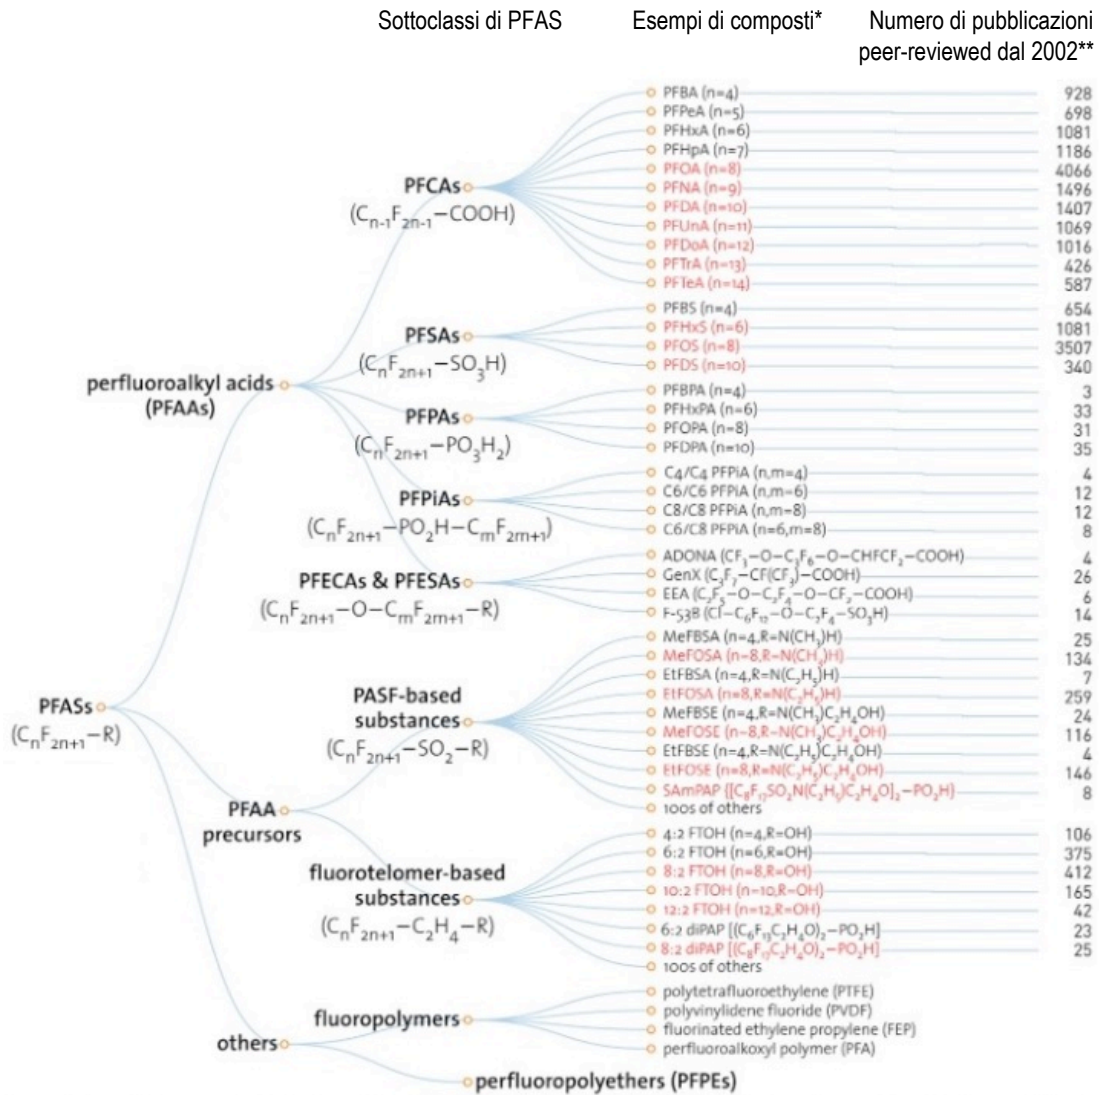 Sottoclassi di PFAS
Esempi di composti*
Numero di pubblicazioni
peer-reviewed dal 2002**
PFBA (n=4) 928
PFPeA (n=5) 698
PFHxA (n=6) 1081
PFHpA (n=7) 1186
PFOA (n=8) 4066
PFNA (n=9) 1496
PFDA (n=10) 1407
PFUnA (n=11) 1069
PFDoA (n=12) 1016
PFTrA (n=13) 426
PFTeA (n=14) 587
PFCAs
(Cn-1F2n-1–COOH)
PFBS (n=4) 654
PFHxS (n=6) 1081
PFOS (n=8) 3507
PFDS (n=10) 340
PFSAs
(CnF2n+1–SO3H)
perfluoroalkyl acids
(PFAAs)
PFBPA (n=4) 3
PFHxPA (n=6) 33
PFOPA (n=8) 31
PFDPA (n=10) 35
PFPAs
(CnF2n+1–PO3H2)
C4/C4 PFPiA (n,m=4) 4
C6/C6 PFPiA (n,m=6) 12
C8/C8 PFPiA (n,m=8) 12
C6/C8 PFPiA (n=6,m=8) 8
PFPiAs
(CnF2n+1–PO2H–CmF2m+1)
ADONA (CF3–O–C3F6–O–CHFCF2–COOH) 4
GenX (C3F7–CF(CF3)–COOH) 26
EEA (C2F5–O–C2F4–O–CF2–COOH) 6
F-53B (Cl–C6F12–O–C2F4–SO3H) 14
PFECAs & PFESAs
(CnF2n+1–O–CmF2m+1–R)
MeFBSA (n=4,R=N(CH3)H) 25
MeFOSA (n=8,R=N(CH3)H) 134
EtFBSA (n=4,R=N(C2H5)H) 7
EtFOSA (n=8,R=N(C2H5)H) 259
MeFBSE (n=4,R=N(CH3)C2H4OH) 24
MeFOSE (n=8,R=N(CH3)C2H4OH) 116
EtFBSE (n=4,R=N(C2H5)C2H4OH) 4
EtFOSE (n=8,R=N(C2H5)C2H4OH) 146
SAmPAP {[C8F17SO2N(C2H5)C2H4O]2–PO2H} 8
100s of others
PASF-based
substances
(CnF2n+1–SO2–R)
PFASs
(CnF2n+1–R)
PFAA
precursors
4:2 FTOH (n=4,R=OH) 106
6:2 FTOH (n=6,R=OH) 375
8:2 FTOH (n=8,R=OH) 412
10:2 FTOH (n=10,R=OH) 165
12:2 FTOH (n=12,R=OH) 42
6:2 diPAP [(C6F13C2H4O)2–PO2H] 23
8:2 diPAP [(C8F17C2H4O)2–PO2H] 25
100s of others
fluorotelomer-based
substances
(CnF2n+1–C2H4–R)
polytetrafluoroethylene (PTFE)
polyvinylidene fluoride (PVDF)
fluorinated ethylene propylene (FEP)
perfluoroalkoxyl polymer (PFA)
fluoropolymers
others
perfluoropolyethers (PFPEs)